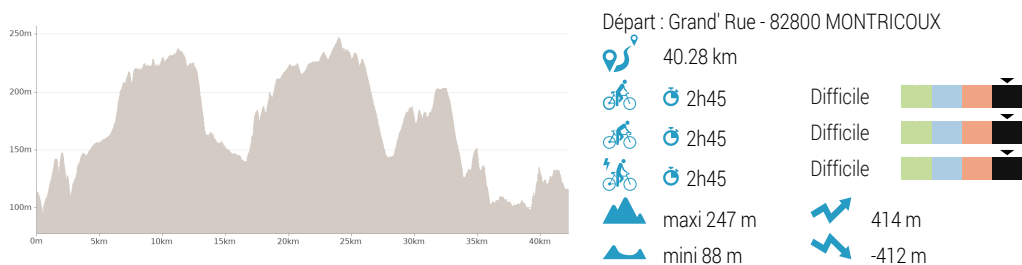 250m
200m
150m
100m
0m 5km 10km 15km 20km 25km 30km 35km 40km
Départ : Grand' Rue - 82800 MONTRICOUX
40.28 km
2h45 Difficile
2h45 Difficile
2h45 Difficile
maxi 247 m 414 m
mini 88 m -412 m